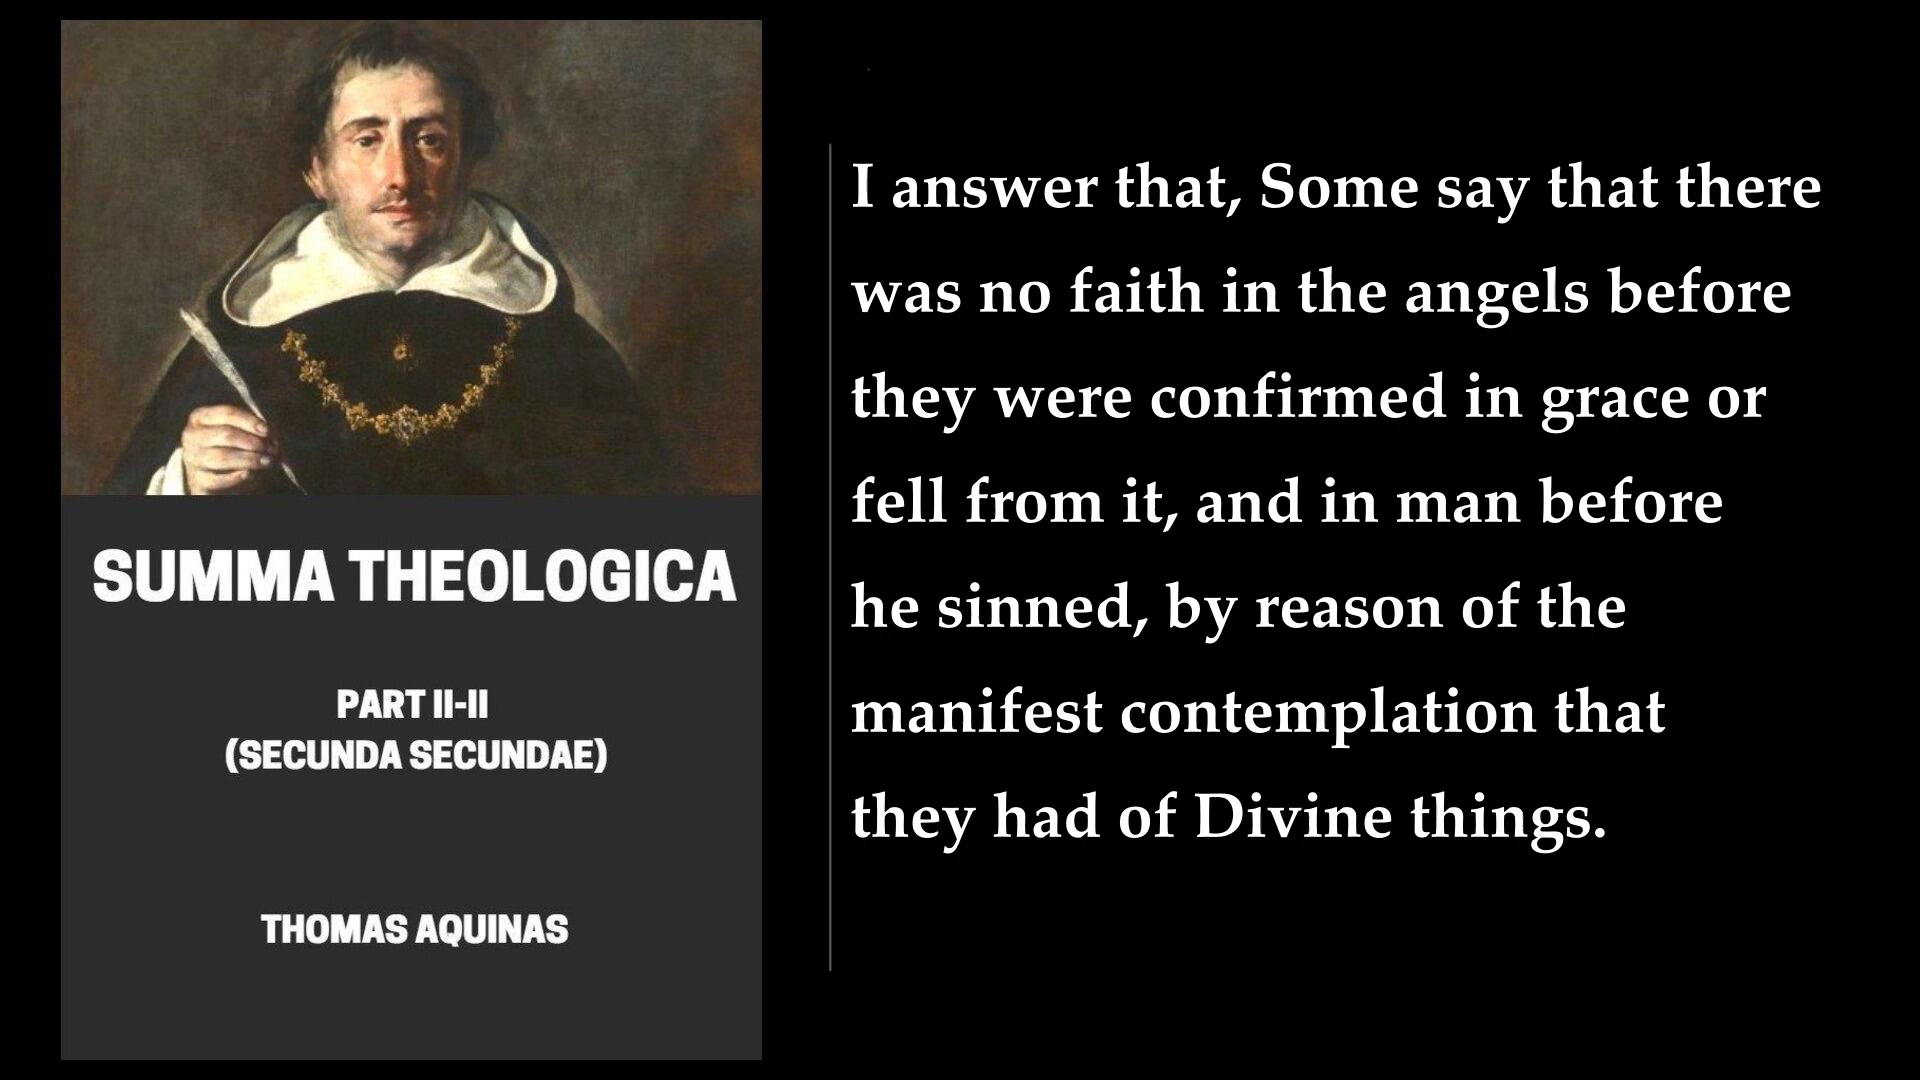 SUMMA THEOLOGICA
PART II-II
(SECUNDA SECUNDAE)
THOMAS AQUINAS
I answer that, Some say that there
was no faith in the angels before
they were confirmed in grace or
fell from it, and in man before
he sinned, by reason of the
manifest contemplation that
they had of Divine things.